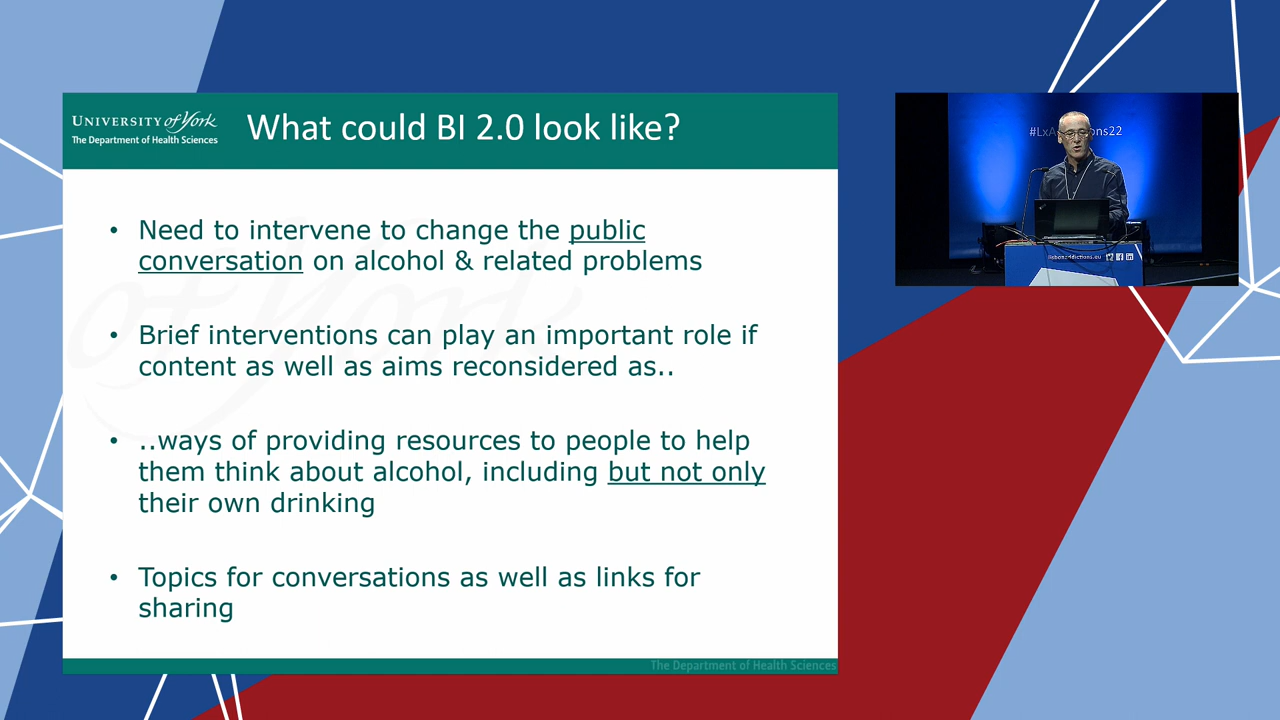 UNIVERSITY of York
The Department of Health Sciences
What could BI 2.0 look like?
• Need to intervene to change the public
conversation on alcohol & related problems
• Brief interventions can play an important role if
content as well as aims reconsidered as..
• ..ways of providing resources to people to help
them think about alcohol, including but not only
their own drinking
• Topics for conversations as well as links for
sharing
The Department of Health Sciences